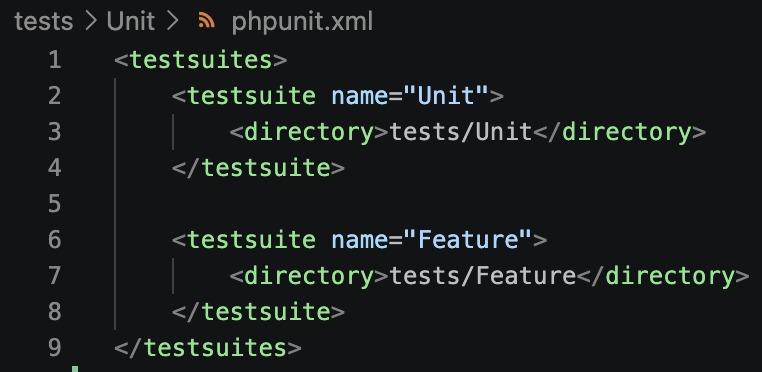 tests > Unit > phpunit.xml
1 <testsuites>
2 <testsuite name="Unit">
3 <directory>tests/Unit</directory>
4 </testsuite>
5
6 <testsuite name="Feature">
7 <directory>tests/Feature</directory>
8 </testsuite>
9 </testsuites>